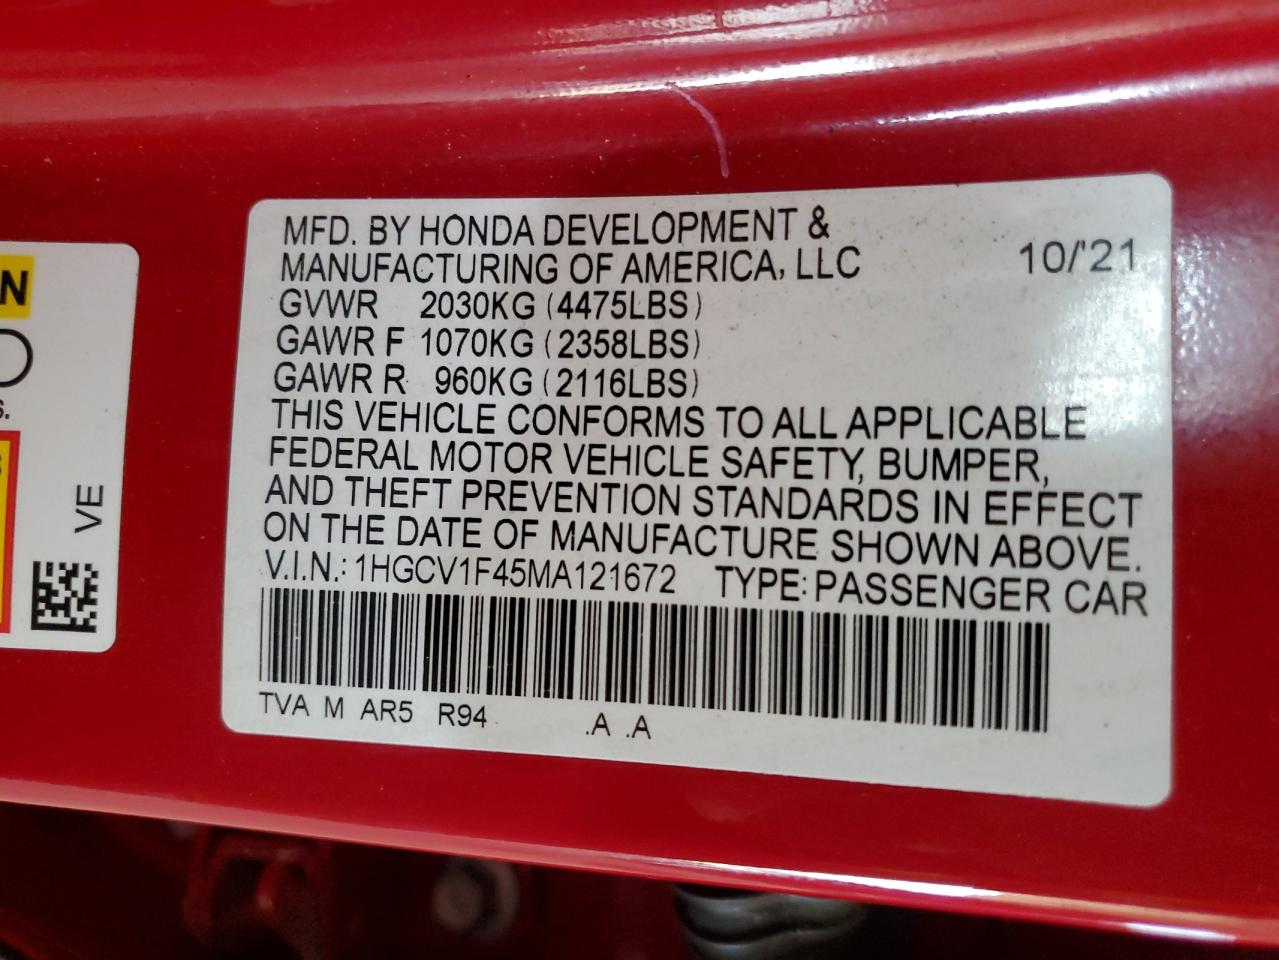 MFD. BY HONDA DEVELOPMENT &
MANUFACTURING OF AMERICA, LLC 10/'21
GVWR 2030KG (4475LBS)
GAWR F 1070KG (2358LBS)
GAWR R 960KG (2116LBS)
THIS VEHICLE CONFORMS TO ALL APPLICABLE
FEDERAL MOTOR VEHICLE SAFETY, BUMPER,
AND THEFT PREVENTION STANDARDS IN EFFECT
ON THE DATE OF MANUFACTURE SHOWN ABOVE.
V.I.N.: 1HGCV1F45MA121672 TYPE: PASSENGER CAR
TVA M AR5 R94 .A .A
VE